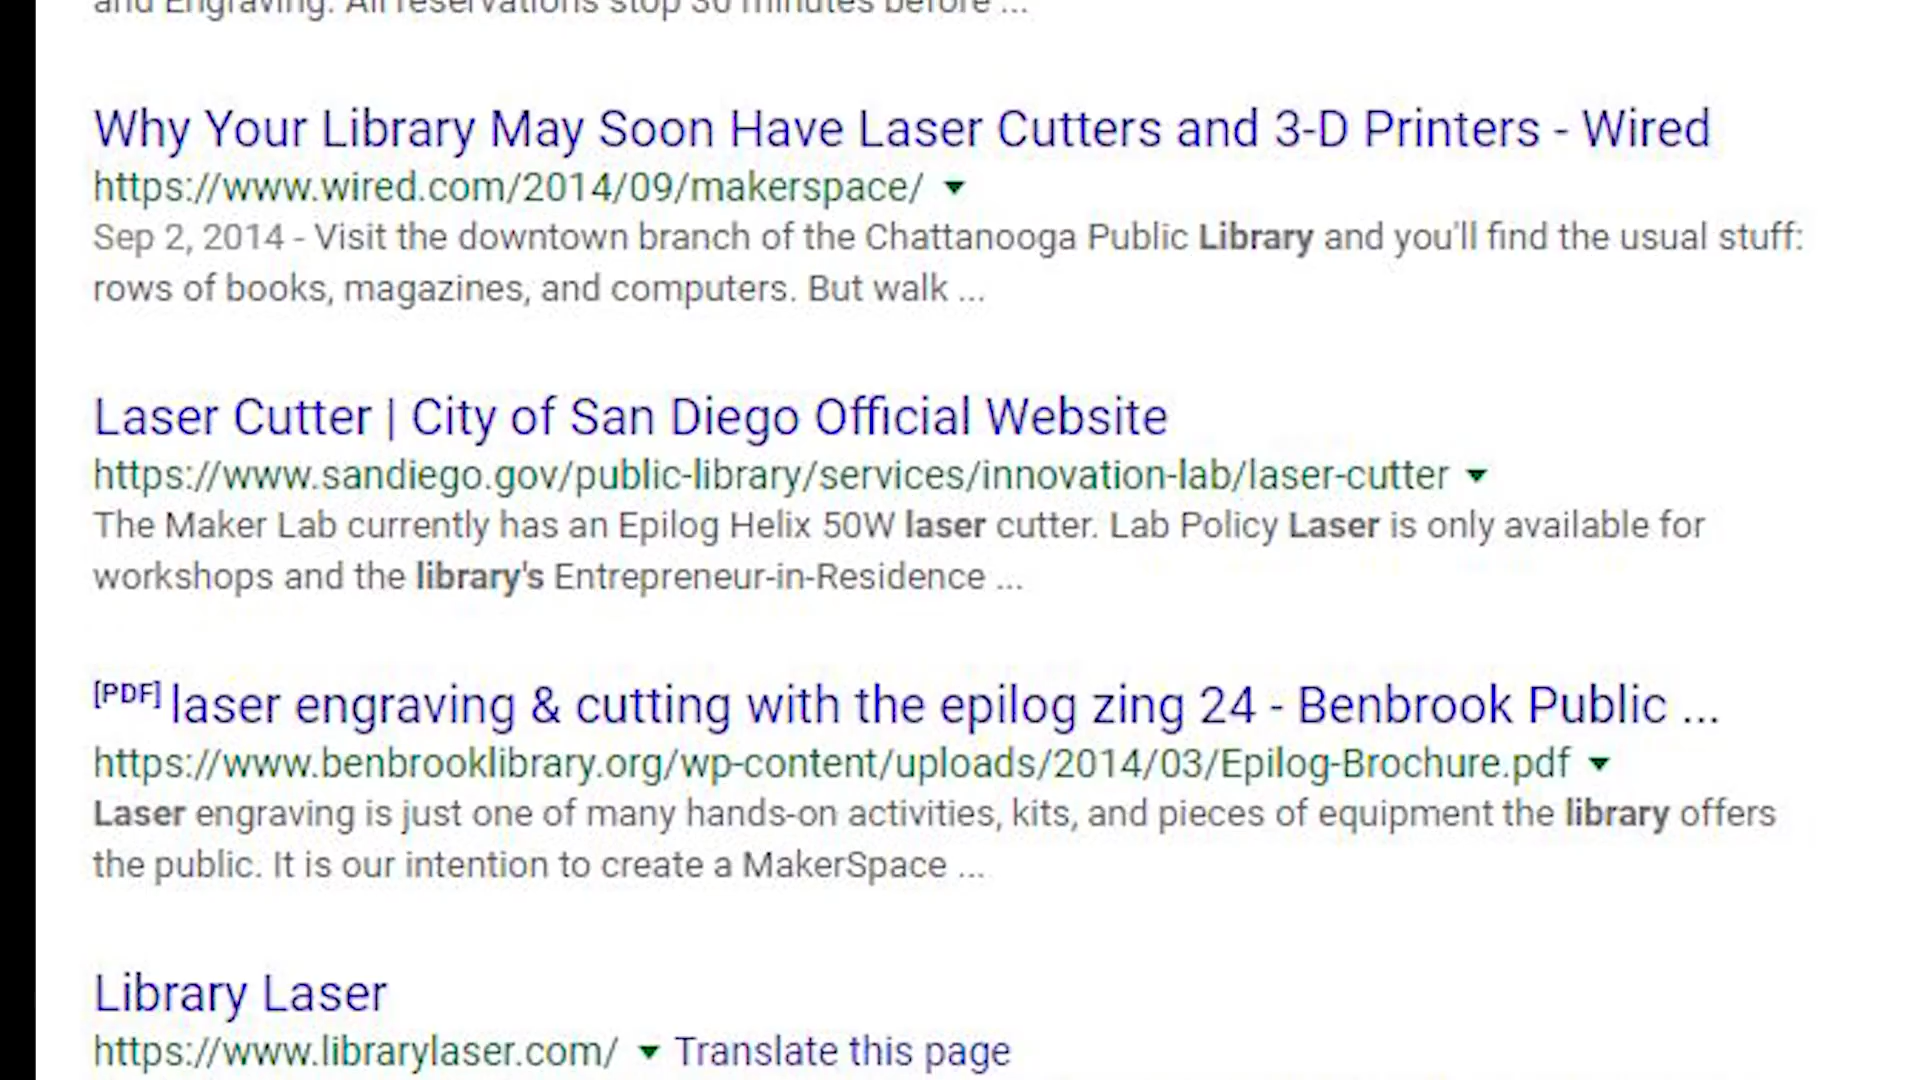 and Engraving. All reservations stop 30 minutes before ...
Why Your Library May Soon Have Laser Cutters and 3-D Printers - Wired
https://www.wired.com/2014/09/makerspace/ ▼
Sep 2, 2014 - Visit the downtown branch of the Chattanooga Public Library and you'll find the usual stuff:
rows of books, magazines, and computers. But walk ...
Laser Cutter | City of San Diego Official Website
https://www.sandiego.gov/public-library/services/innovation-lab/laser-cutter ▼
The Maker Lab currently has an Epilog Helix 50W laser cutter. Lab Policy Laser is only available for
workshops and the library's Entrepreneur-in-Residence ...
[PDF] laser engraving & cutting with the epilog zing 24 - Benbrook Public ...
https://www.benbrooklibrary.org/wp-content/uploads/2014/03/Epilog-Brochure.pdf ▼
Laser engraving is just one of many hands-on activities, kits, and pieces of equipment the library offers
the public. It is our intention to create a MakerSpace ...
Library Laser
https://www.librarylaser.com/ ▼ Translate this page